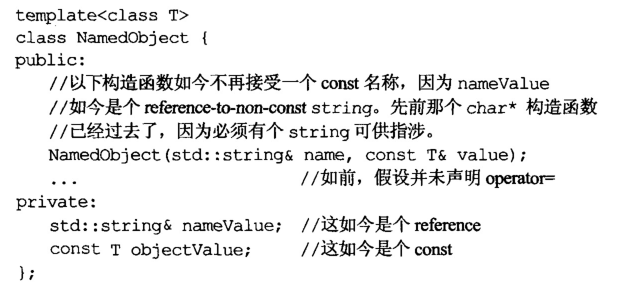 template<class T>
class NamedObject {
public:
//以下构造函数如今不再接受一个 const 名称，因为 nameValue
//如今是个 reference-to-non-const string。先前那个 char* 构造函数
//已经过去了，因为必须有个 string 可供指涉。
NamedObject(std::string& name, const T& value);
... //如前，假设并未声明 operator=
private:
std::string& nameValue; //这如今是个 reference
const T objectValue; //这如今是个 const
};